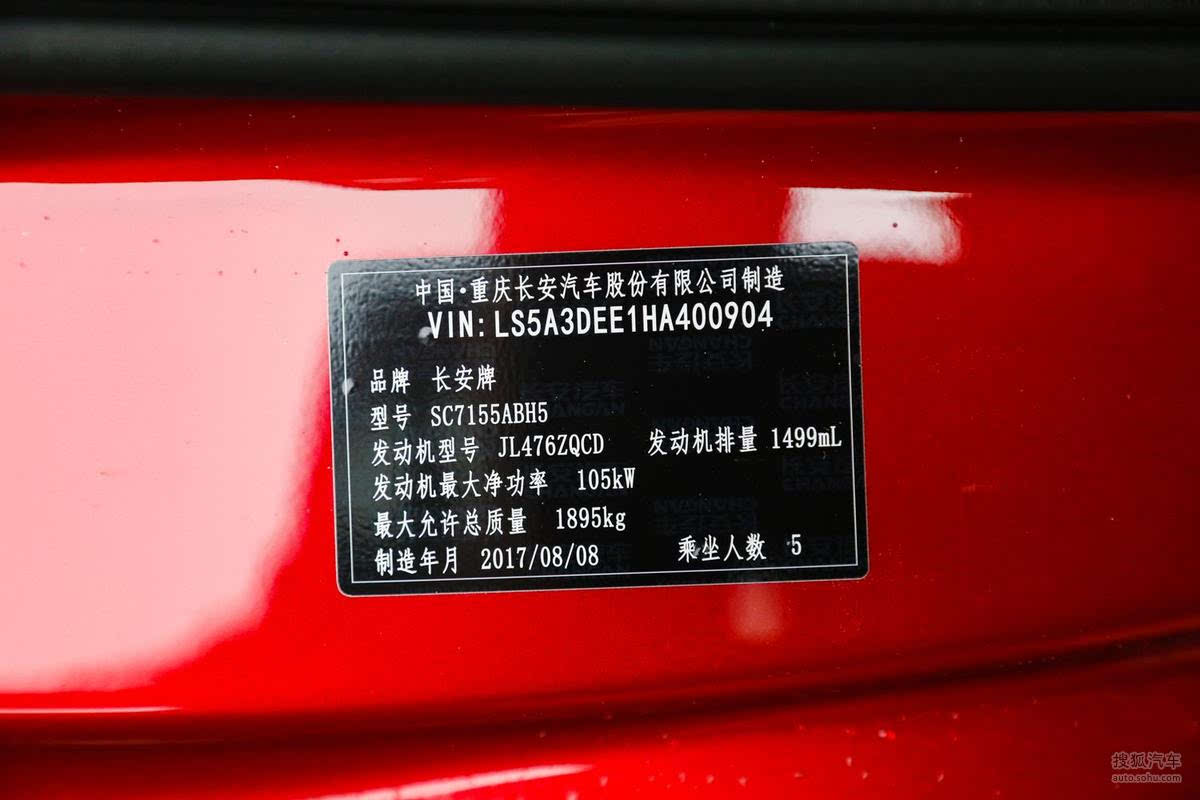 中国·重庆长安汽车股份有限公司制造
VIN: LS5A3DEE1HA400904
品牌 长安牌
型号 SC7155ABH5
发动机型号 JL476ZQCD 发动机排量 1499mL
发动机最大净功率 105kW
最大允许总质量 1895kg
制造年月 2017/08/08 乘坐人数 5
搜狐汽车
auto.sohu.com